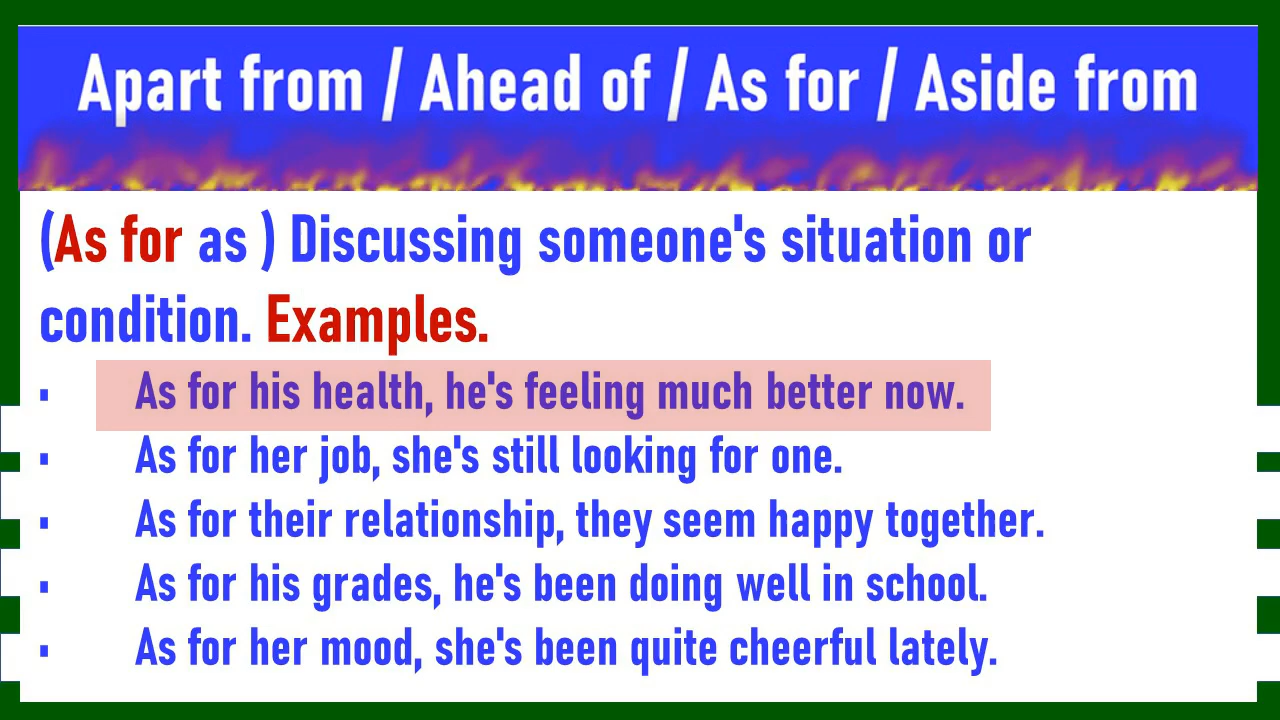 Apart from / Ahead of / As for / Aside from
(As for as ) Discussing someone's situation or
condition. Examples.
▪ As for his health, he's feeling much better now.
▪ As for her job, she's still looking for one.
▪ As for their relationship, they seem happy together.
▪ As for his grades, he's been doing well in school.
▪ As for her mood, she's been quite cheerful lately.